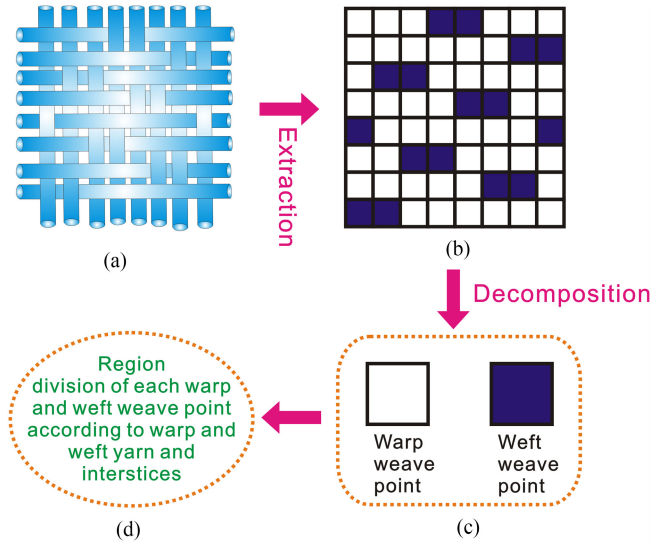 Extraction
(a)
(b)
Decomposition
Region
division of each warp
and weft weave point
according to warp and
weft yarn and
interstices
Warp
weave
point
Weft
weave
point
(d)
(c)